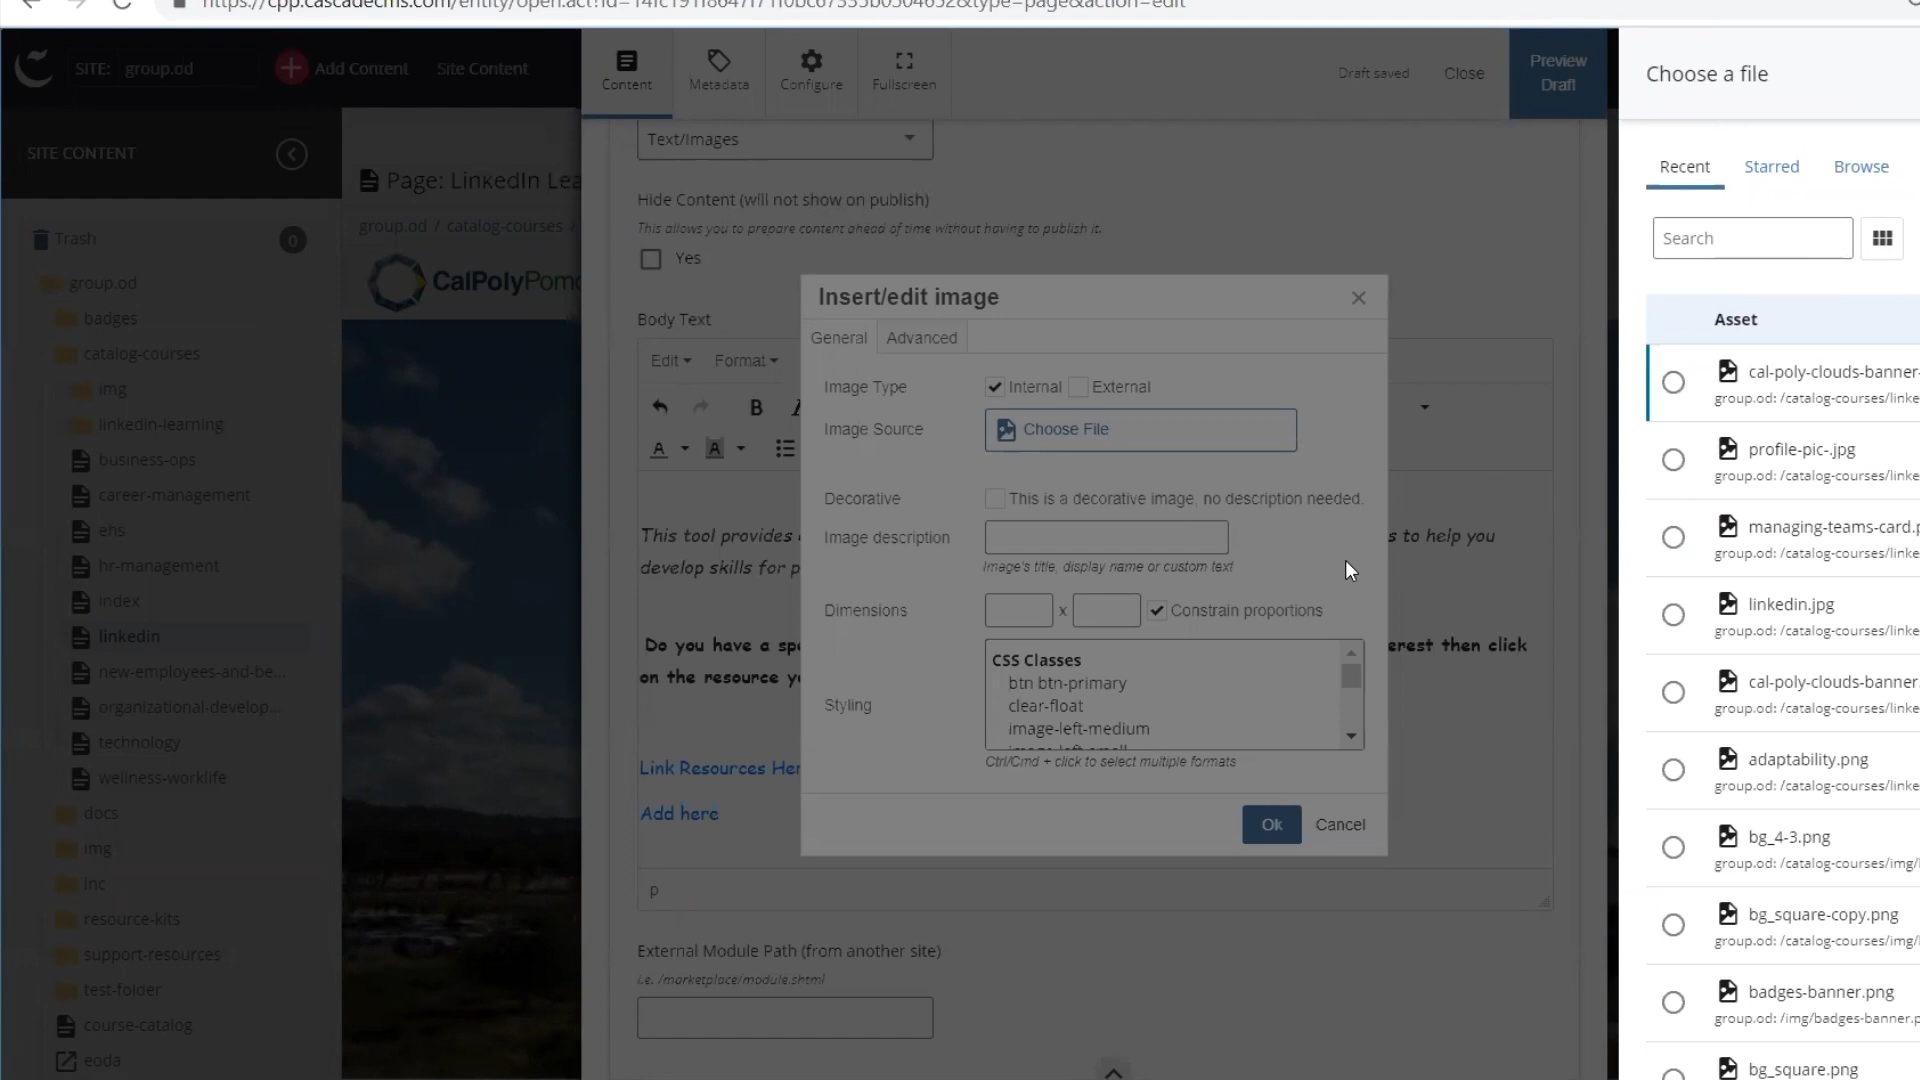 SITE: group.od
Add Content
Site Content
Content
Metadata
Configure
Fullscreen
Draft saved
Close
Preview Draft
SITE CONTENT
Trash
0
group.od
badges
catalog-courses
img
linkedin-learning
business-ops
career-management
ehs
hr-management
index
linkedin
new-employees-and-be...
organizational-develop...
technology
wellness-worklife
docs
img
inc
resource-kits
support-resources
test-folder
course-catalog
eoda
Page: LinkedIn Lea
group.od / catalog-courses /
CalPolyPomo
Text/Images
Hide Content (will not show on publish)
This allows you to prepare content ahead of time without having to publish it.
Yes
Body Text
Edit
Format
B
A
A
This tool provides
s to help you
develop skills for p
Do you have a spe
erest then click
on the resource yo
Link Resources Her
Add here
p
External Module Path (from another site)
i.e. /marketplace/module.shtml
Insert/edit image
General
Advanced
Image Type
Internal
External
Image Source
Choose File
Decorative
This is a decorative image, no description needed.
Image description
Image's title, display name or custom text
Dimensions
x
Constrain proportions
Styling
CSS Classes
btn btn-primary
clear-float
image-left-medium
image-left-small
Ctrl/Cmd + click to select multiple formats
Ok
Cancel
Choose a file
Recent
Starred
Browse
Search
Asset
cal-poly-clouds-banner-
group.od: /catalog-courses/linke
profile-pic-.jpg
group.od: /catalog-courses/linke
managing-teams-card.p
group.od: /catalog-courses/linke
linkedin.jpg
group.od: /catalog-courses/linke
cal-poly-clouds-banner.
group.od: /catalog-courses/linke
adaptability.png
group.od: /catalog-courses/linke
bg_4-3.png
group.od: /catalog-courses/img/l
bg_square-copy.png
group.od: /catalog-courses/img/l
badges-banner.png
group.od: /img/badges-banner.p
bg_square.png